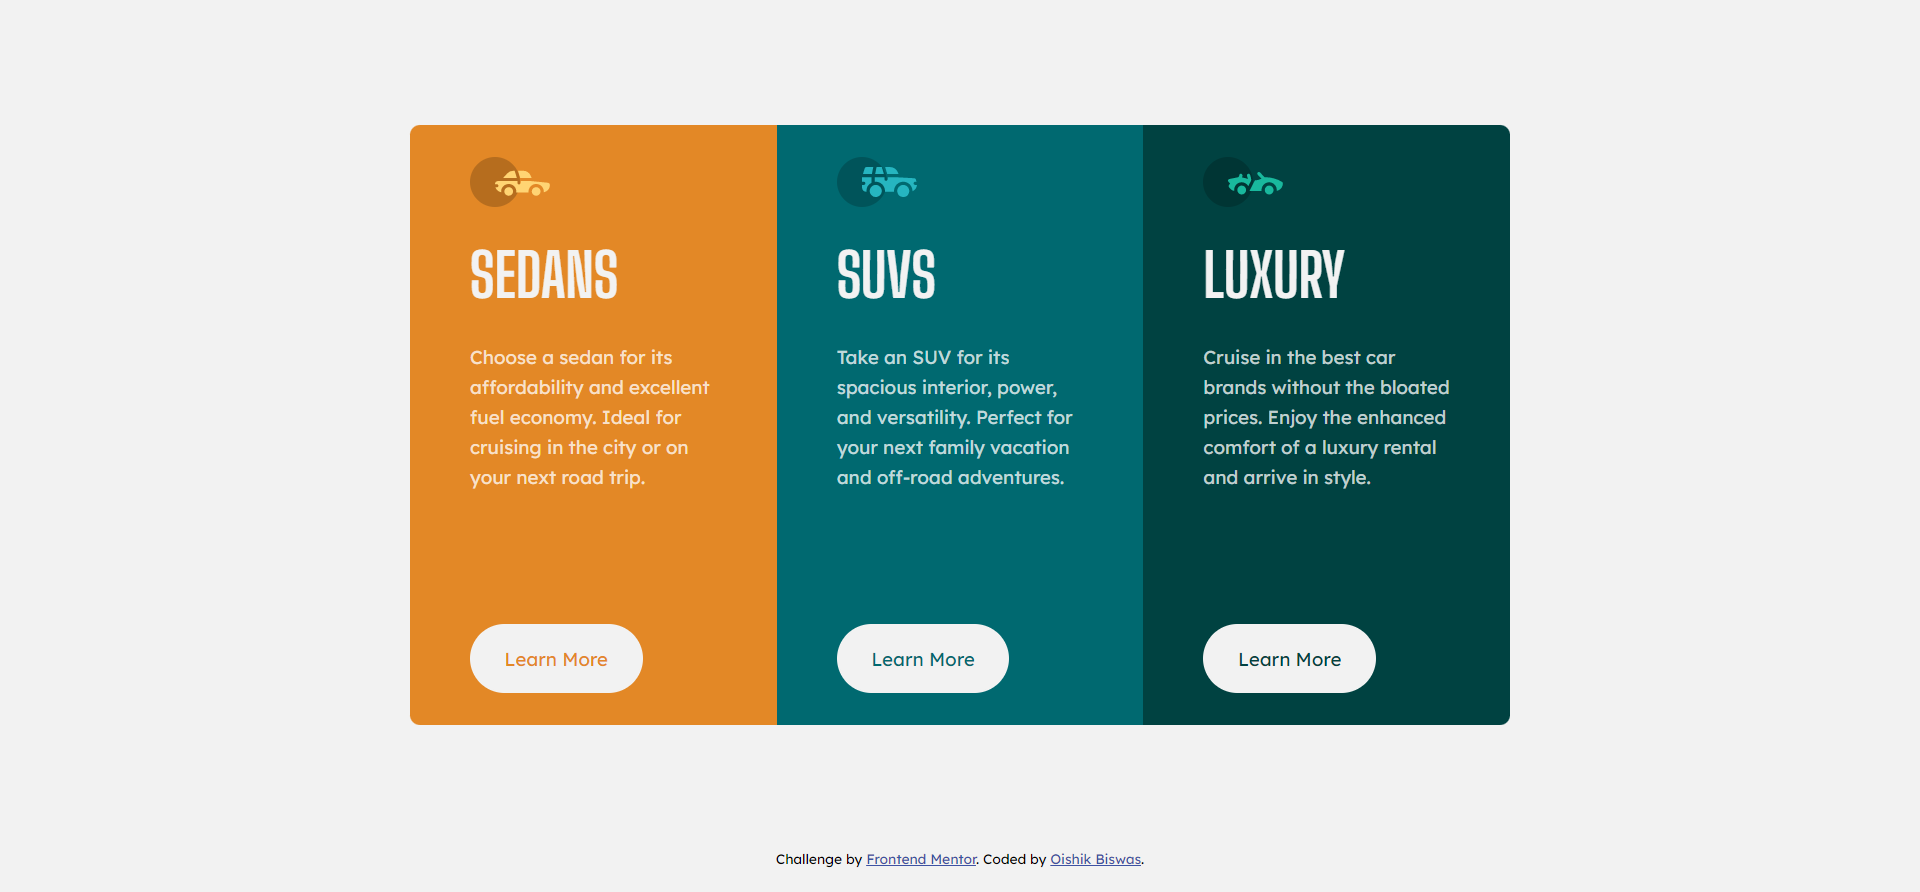 SEDANS
Choose a sedan for its
affordability and excellent
fuel economy. Ideal for
cruising in the city or on
your next road trip.
Learn More
SUVS
Take an SUV for its
spacious interior, power,
and versatility. Perfect for
your next family vacation
and off-road adventures.
Learn More
LUXURY
Cruise in the best car
brands without the bloated
prices. Enjoy the enhanced
comfort of a luxury rental
and arrive in style.
Learn More
Challenge by Frontend Mentor. Coded by Oishik Biswas.